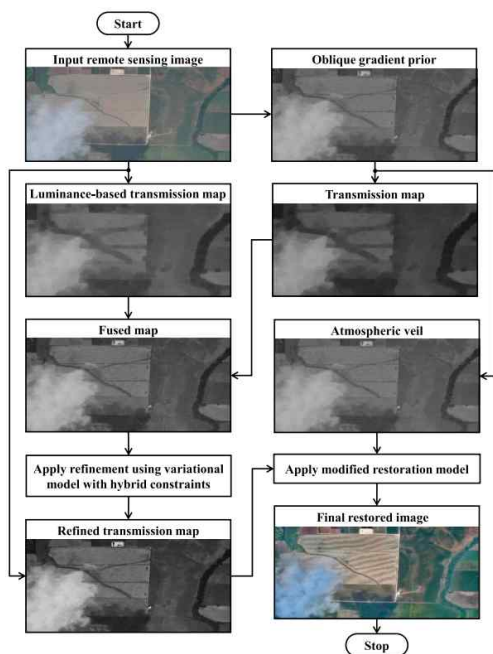 Start
Input remote sensing image
Oblique gradient prior
Luminance-based transmission map
Transmission map
Fused map
Atmospheric veil
Apply refinement using variational
model with hybrid constraints
Apply modified restoration model
Refined transmission map
Final restored image
Stop